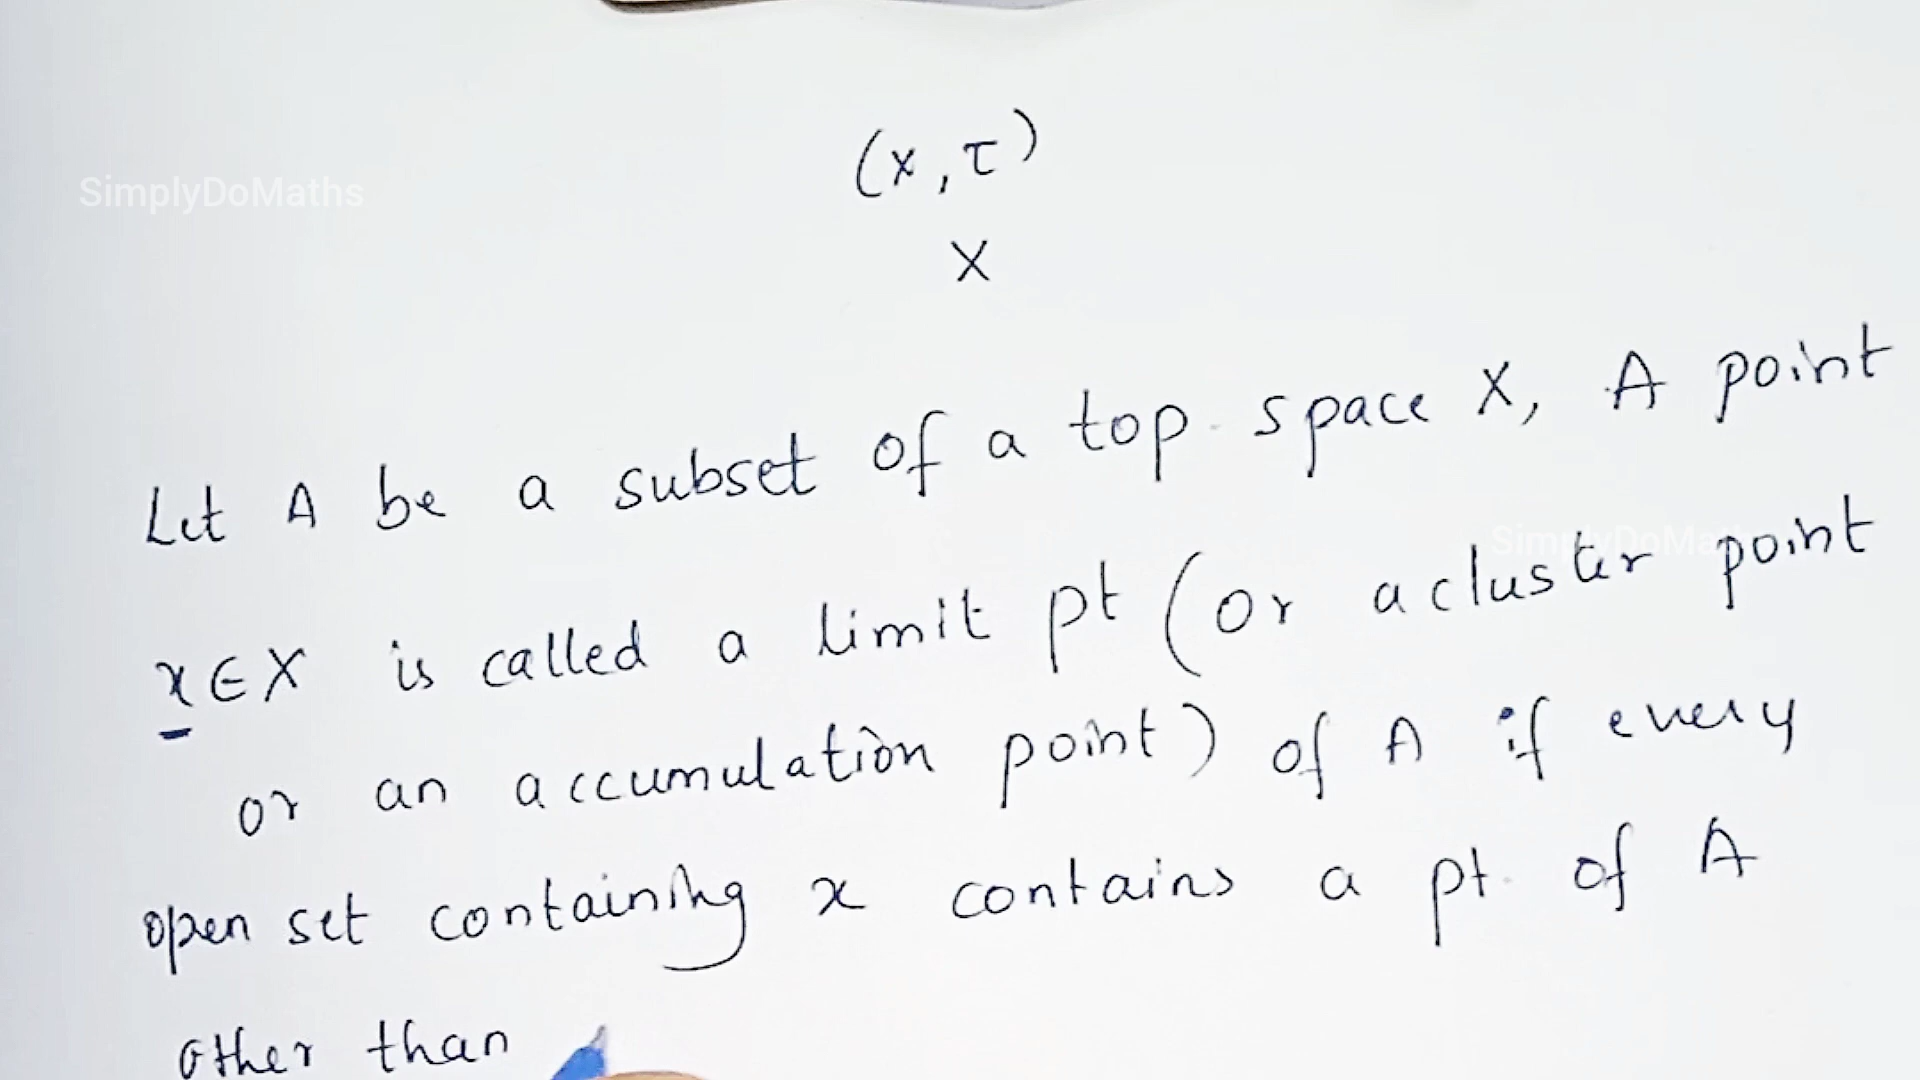 (X, τ)
SimplyDoMaths
X
Let A be a subset of a top. space X, A point
x ∈ X is called a limit pt (or a cluster point
or an accumulation point) of A if every
open set containing x contains a pt. of A
other than